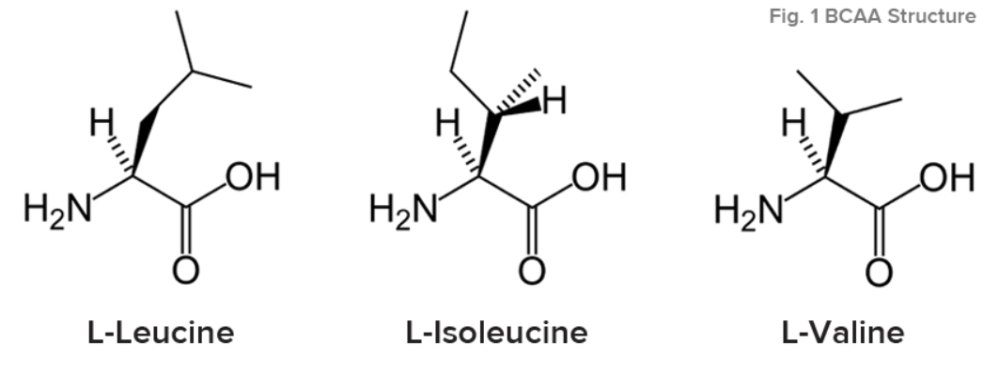 Fig. 1 BCAA Structure
H
H₂N
OH
O
L-Leucine
H
H
H₂N
OH
O
L-Isoleucine
H
H₂N
OH
O
L-Valine